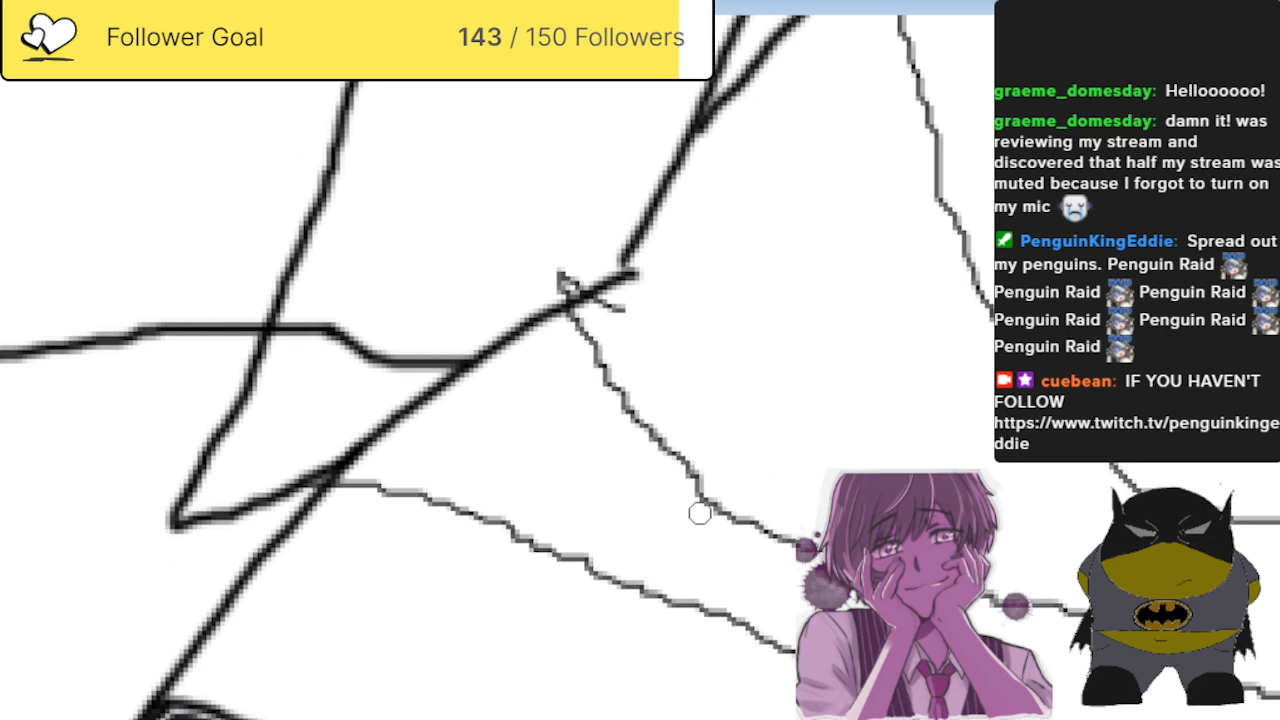 Follower Goal 143 / 150 Followers
graeme_domesday: Helloooooo!
graeme_domesday: damn it! was
reviewing my stream and
discovered that half my stream was
muted because I forgot to turn on
my mic
PenguinKingEddie: Spread out
my penguins. Penguin Raid
Penguin Raid Penguin Raid
Penguin Raid Penguin Raid
Penguin Raid
cuebean: IF YOU HAVEN'T
FOLLOW
https://www.twitch.tv/penguinkinge
ddie